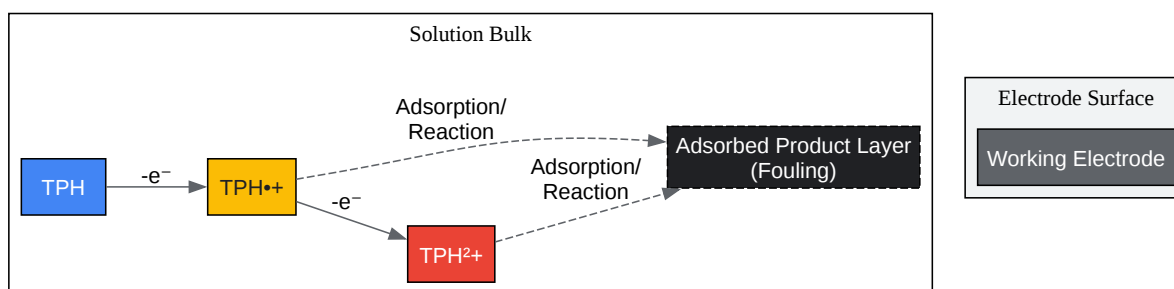 Solution Bulk
Electrode Surface
Adsorption/
Reaction
Adsorbed Product Layer
(Fouling)
Working Electrode
TPH
-e⁻
TPH•+
Adsorption/
Reaction
-e⁻
TPH²+